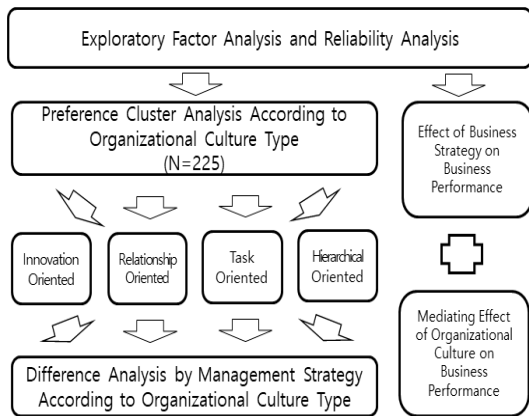 Exploratory Factor Analysis and Reliability Analysis
Preference Cluster Analysis According to
Organizational Culture Type
(N=225)
Effect of Business
Strategy on
Business
Performance
Innovation
Oriented
Relationship
Oriented
Task
Oriented
Hierarchical
Oriented
Mediating Effect
of Organizational
Culture on
Business
Performance
Difference Analysis by Management Strategy
According to Organizational Culture Type